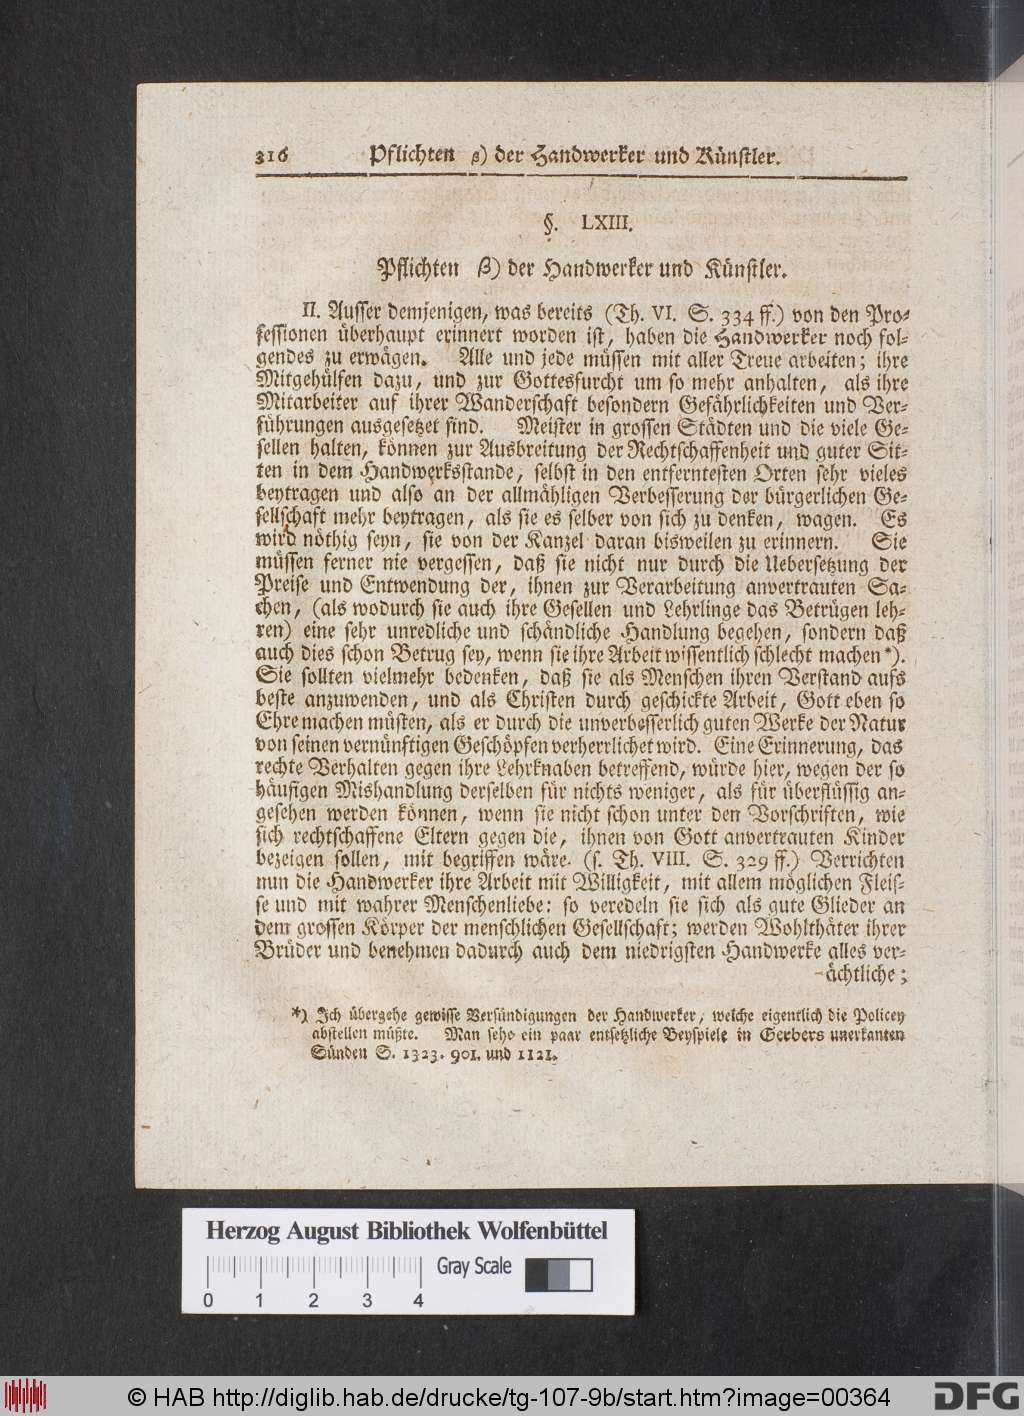 316 Pflichten β) der Handwerker und Künstler.
§. LXIII.
Pflichten β) der Handwerker und Künstler.
II. Ausser demjenigen, was bereits (Th. VI. S. 334 ff.) von den Pro-
fessionen überhaupt erinnert worden ist, haben die Handwerker noch fol-
gendes zu erwägen. Alle und jede müssen mit aller Treue arbeiten; ihre
Mitgehülfen dazu, und zur Gottesfurcht um so mehr anhalten, als ihre
Mitarbeiter auf ihrer Wanderschaft besondern Gefährlichkeiten und Ver-
führungen ausgesetzet sind. Meister in grossen Städten und die viele Ge-
sellen halten, können zur Ausbreitung der Rechtschaffenheit und guter Sit-
ten in dem Handwerksstande, selbst in den entferntesten Orten sehr vieles
beytragen und also an der allmähligen Verbesserung der bürgerlichen Ge-
sellschaft mehr beytragen, als sie es selber von sich zu denken, wagen. Es
wird nöthig seyn, sie von der Kanzel daran bisweilen zu erinnern. Sie
müssen ferner nie vergessen, daß sie nicht nur durch die Uebersetzung der
Preise und Entwendung der, ihnen zur Verarbeitung anvertrauten Sa-
chen, (als wodurch sie auch ihre Gesellen und Lehrlinge das Betrügen leh-
ren) eine sehr unredliche und schändliche Handlung begehen, sondern daß
auch dies schon Betrug sey, wenn sie ihre Arbeit wissentlich schlecht machen*).
Sie sollten vielmehr bedenken, daß sie als Menschen ihren Verstand aufs
beste anzuwenden, und als Christen durch geschickte Arbeit, Gott eben so
Ehre machen müsten, als er durch die unverbesserlich guten Werke der Natur
von seinen vernünftigen Geschöpfen verherrlichet wird. Eine Erinnerung, das
rechte Verhalten gegen ihre Lehrknaben betreffend, würde hier, wegen der so
häufigen Mishandlung derselben für nichts weniger, als für überflüssig an-
gesehen werden können, wenn sie nicht schon unter den Vorschriften, wie
sich rechtschaffene Eltern gegen die, ihnen von Gott anvertrauten Kinder
bezeigen sollen, mit begriffen wäre. (s. Th. VIII. S. 329 ff.) Verrichten
nun die Handwerker ihre Arbeit mit Willigkeit, mit allem möglichen Fleis-
se und mit wahrer Menschenliebe: so veredeln sie sich als gute Glieder an
dem grossen Körper der menschlichen Gesellschaft; werden Wohlthäter ihrer
Brüder und benehmen dadurch auch dem niedrigsten Handwerke alles ver-
ächtliche;
*) Ich übergehe gewisse Versündigungen der Handwerker, welche eigentlich die Policey
abstellen müßte. Man sehe ein paar entsetzliche Beyspiele in Gerbers unerkanten
Sünden S. 1323. 901. und 1121.
Herzog August Bibliothek Wolfenbüttel
Gray Scale
0 1 2 3 4
© HAB http://diglib.hab.de/drucke/tg-107-9b/start.htm?image=00364
DFG